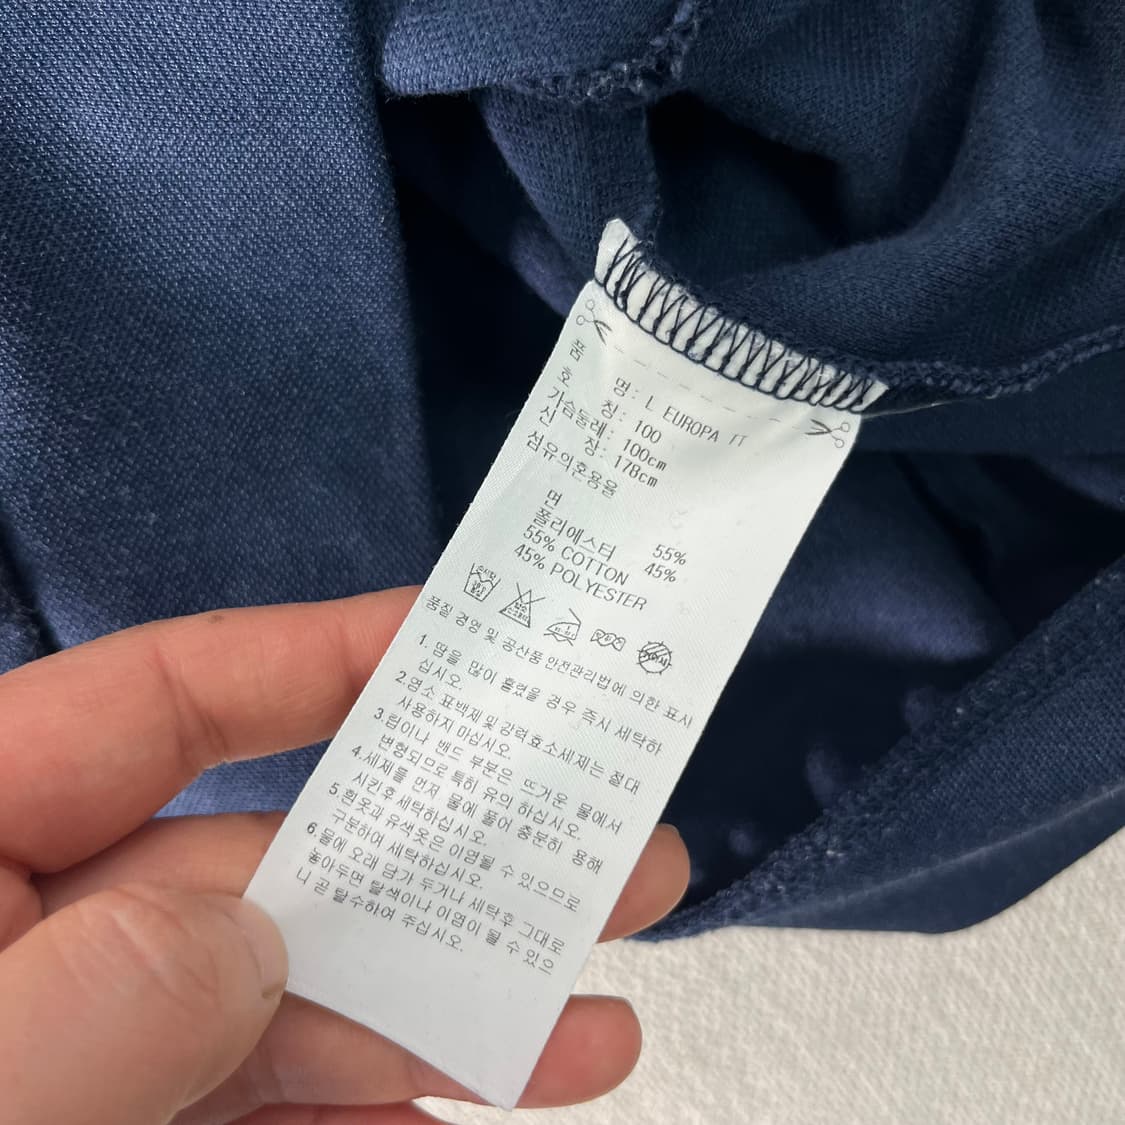 품 명: L EUROPA TT
호 칭: 100
가슴둘레: 100cm
신 장: 178cm
섬유의혼용율
면 55%
폴리에스터 45%
55% COTTON
45% POLYESTER
품질 경영 및 공산품 안전관리법에 의한 표시
1. 땀을 많이 흘렸을 경우 즉시 세탁하
십시오.
2.염소 표백제 및 강력효소세제는 절대
사용하지 마십시오.
3.립이나 밴드 부분은 뜨거운 물에서
변형되므로 특히 유의 하십시오.
4.세제를 먼저 물에 풀어 충분히 용해
시킨후 세탁하십시오.
5.흰옷과 유색옷은 이염될 수 있으므로
구분하여 세탁하십시오.
6.물에 오래 담가 두거나 세탁후 그대로
놓아두면 탈색이나 이염이 될 수 있으
니 곧 탈수하여 주십시오.